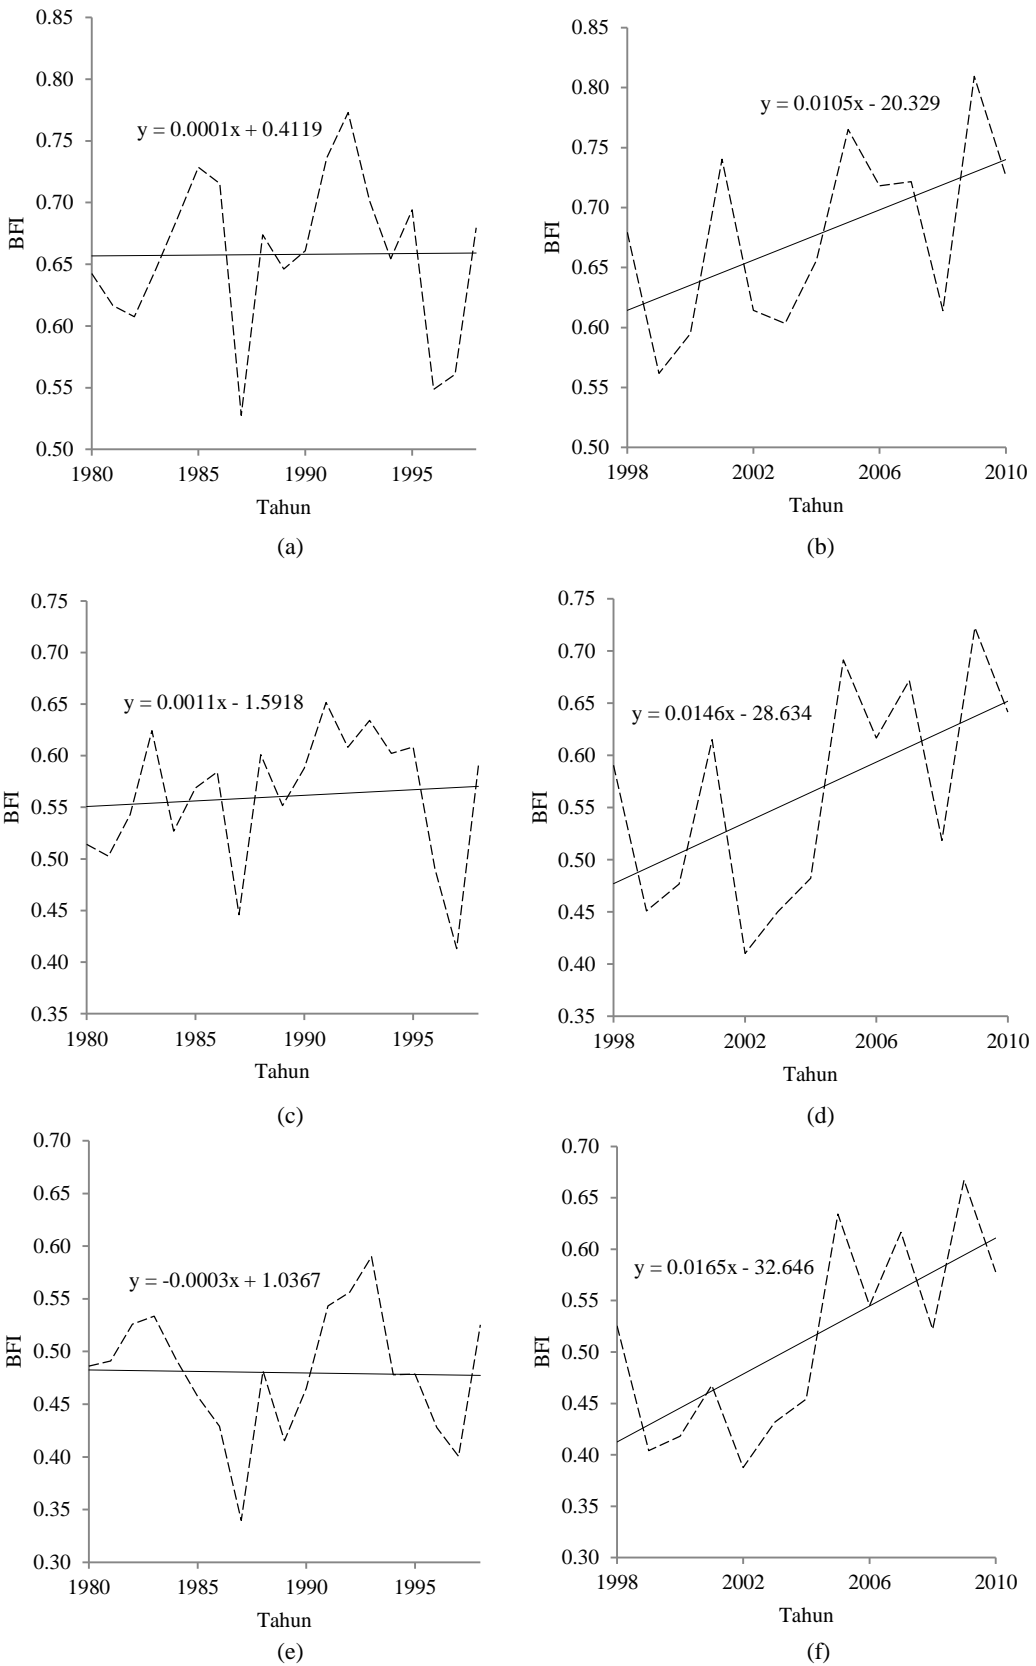 0.85
0.80
0.75
0.70
0.65
0.60
0.55
0.50
BFI
y = 0.0001x + 0.4119
1980 1985 1990 1995
Tahun
(a)
0.85
0.80
0.75
0.70
0.65
0.60
0.55
0.50
BFI
y = 0.0105x - 20.329
1998 2002 2006 2010
Tahun
(b)
0.75
0.70
0.65
0.60
0.55
0.50
0.45
0.40
0.35
BFI
y = 0.0011x - 1.5918
1980 1985 1990 1995
Tahun
(c)
0.75
0.70
0.65
0.60
0.55
0.50
0.45
0.40
0.35
BFI
y = 0.0146x - 28.634
1998 2002 2006 2010
Tahun
(d)
0.70
0.65
0.60
0.55
0.50
0.45
0.40
0.35
0.30
BFI
y = -0.0003x + 1.0367
1980 1985 1990 1995
Tahun
(e)
0.70
0.65
0.60
0.55
0.50
0.45
0.40
0.35
0.30
BFI
y = 0.0165x - 32.646
1998 2002 2006 2010
Tahun
(f)